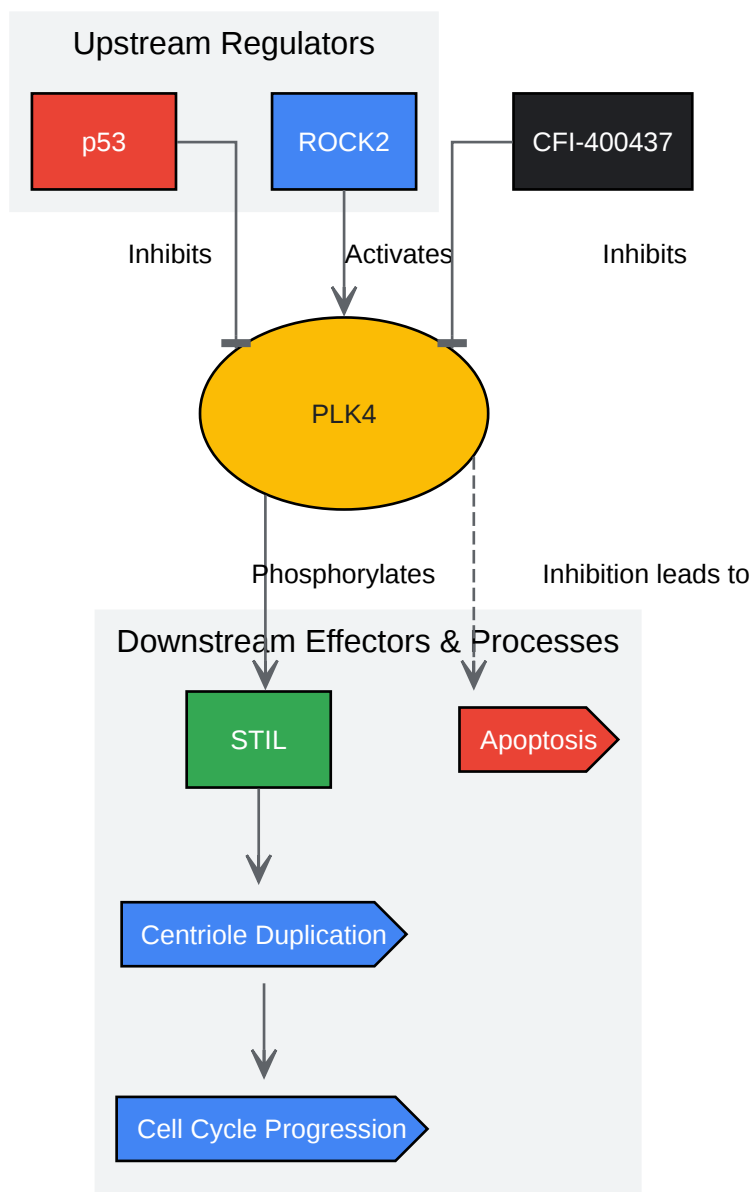 Upstream Regulators
p53
ROCK2
CFI-400437
Inhibits
Activates
Inhibits
PLK4
Phosphorylates
Inhibition leads to
Downstream Effectors & Processes
STIL
Apoptosis
Centriole Duplication
Cell Cycle Progression